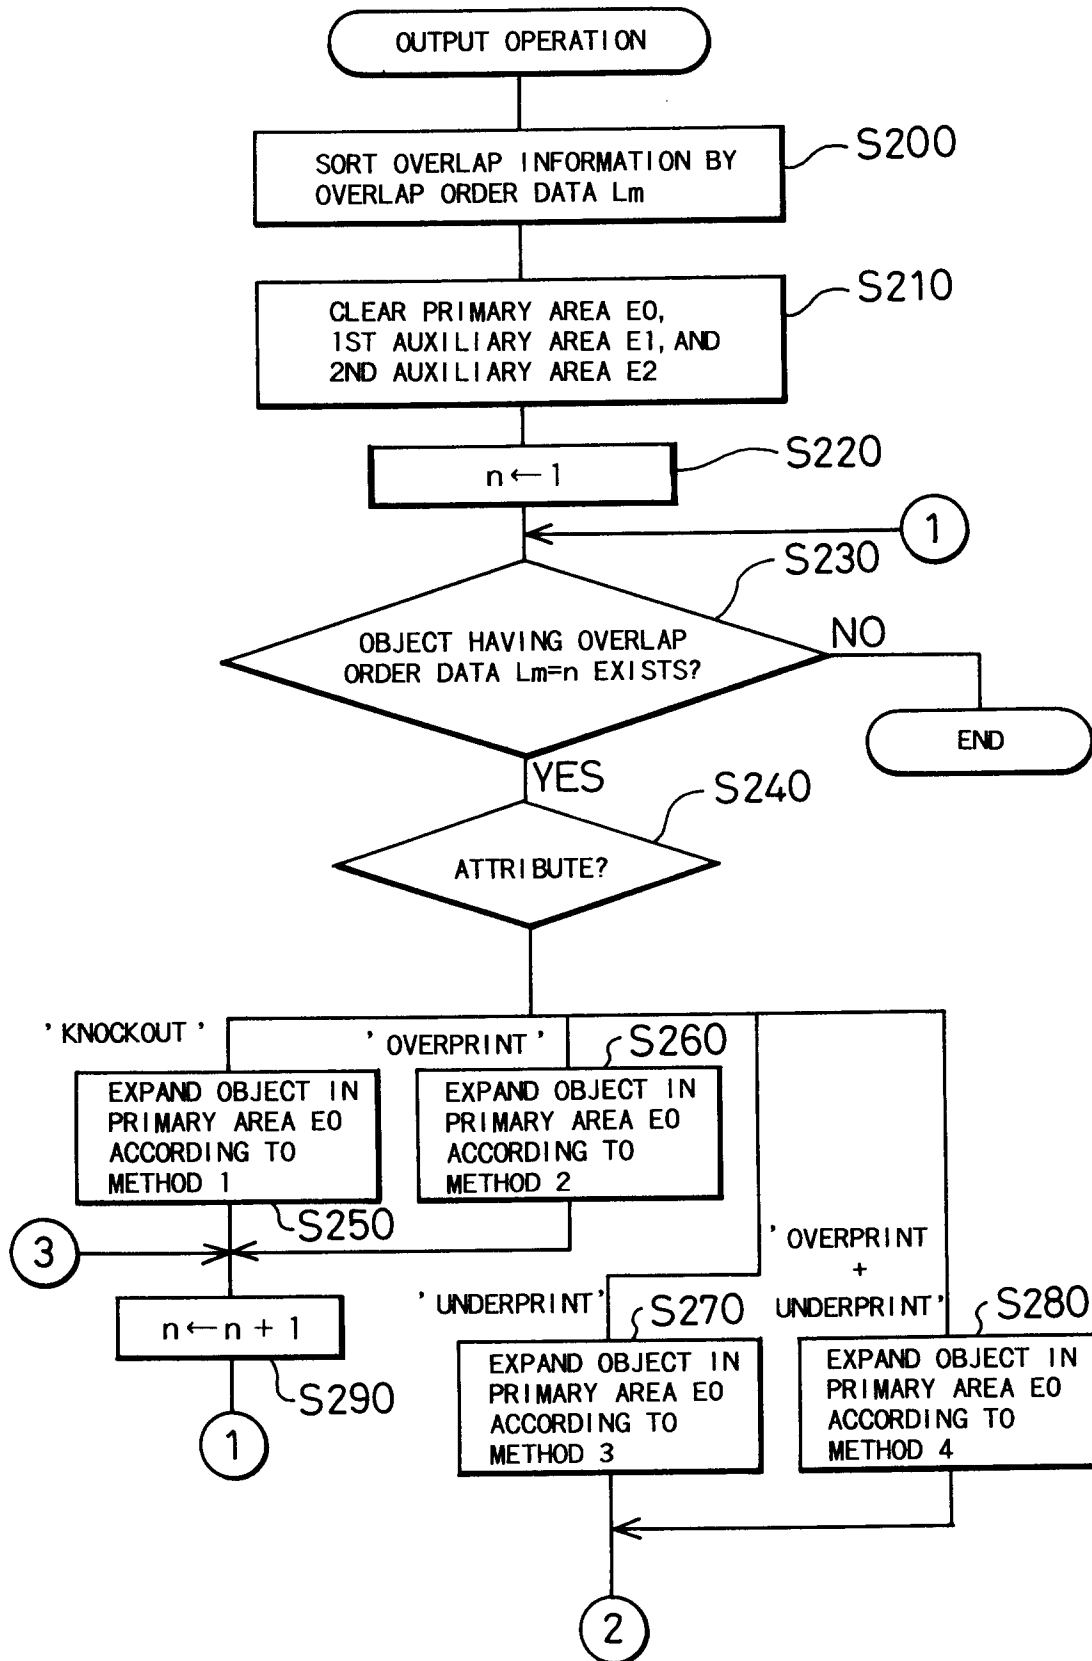 OUTPUT OPERATION
SORT OVERLAP INFORMATION BY
OVERLAP ORDER DATA Lm
S200
CLEAR PRIMARY AREA E0,
1ST AUXILIARY AREA E1, AND
2ND AUXILIARY AREA E2
S210
n←1
S220
1
S230
OBJECT HAVING OVERLAP
ORDER DATA Lm=n EXISTS?
NO
END
YES
S240
ATTRIBUTE?
'KNOCKOUT'
'OVERPRINT'
S260
EXPAND OBJECT IN
PRIMARY AREA E0
ACCORDING TO
METHOD 1
EXPAND OBJECT IN
PRIMARY AREA E0
ACCORDING TO
METHOD 2
S250
3
n←n+1
S290
1
'UNDERPRINT'
S270
'OVERPRINT
+
UNDERPRINT'
S280
EXPAND OBJECT IN
PRIMARY AREA E0
ACCORDING TO
METHOD 3
EXPAND OBJECT IN
PRIMARY AREA E0
ACCORDING TO
METHOD 4
2